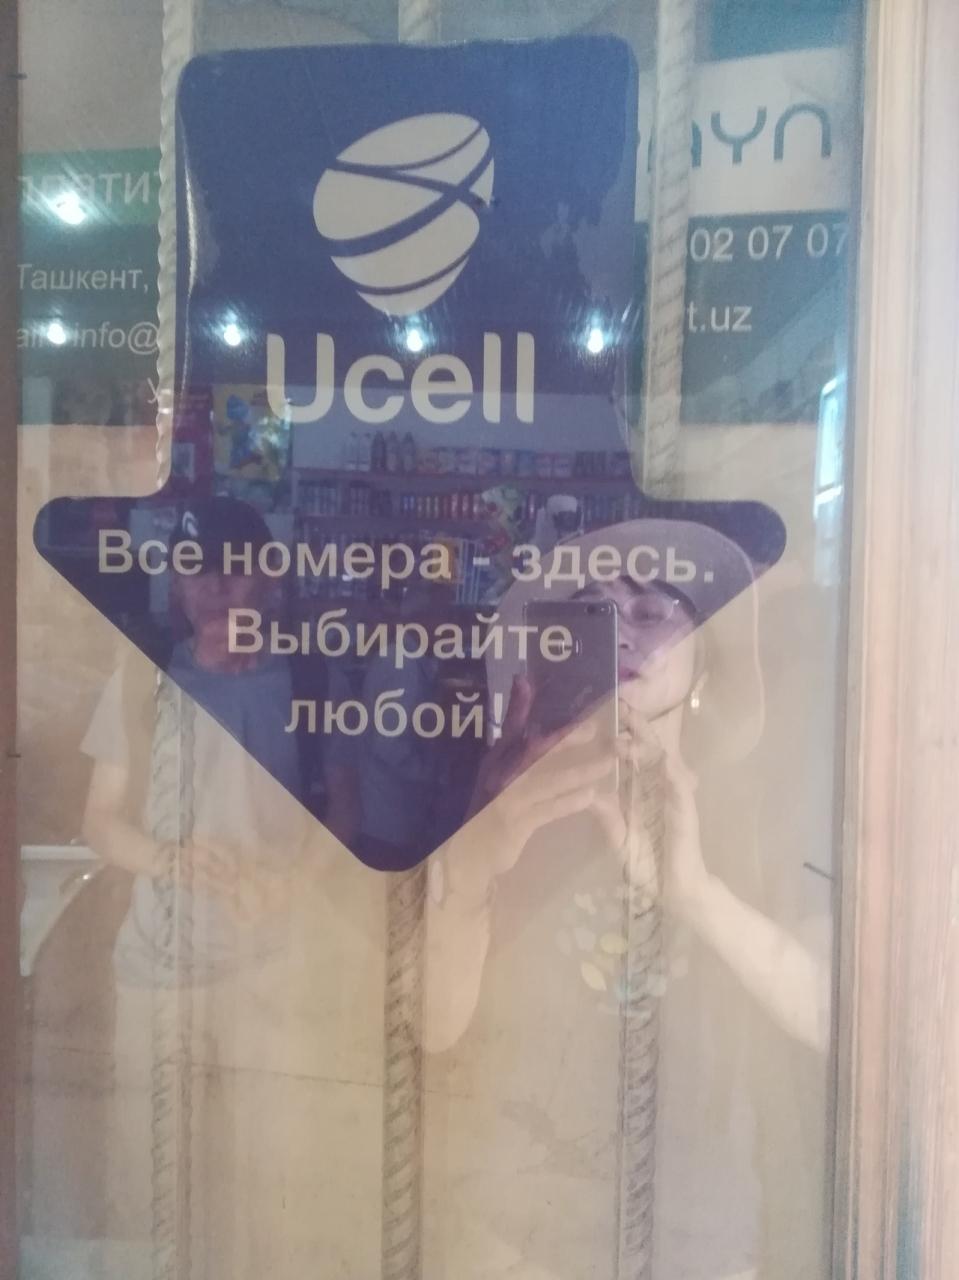 Ucell
Все номера - здесь.
Выбирайте
любой!
02 07 07
Ташкент,
info@
t.uz